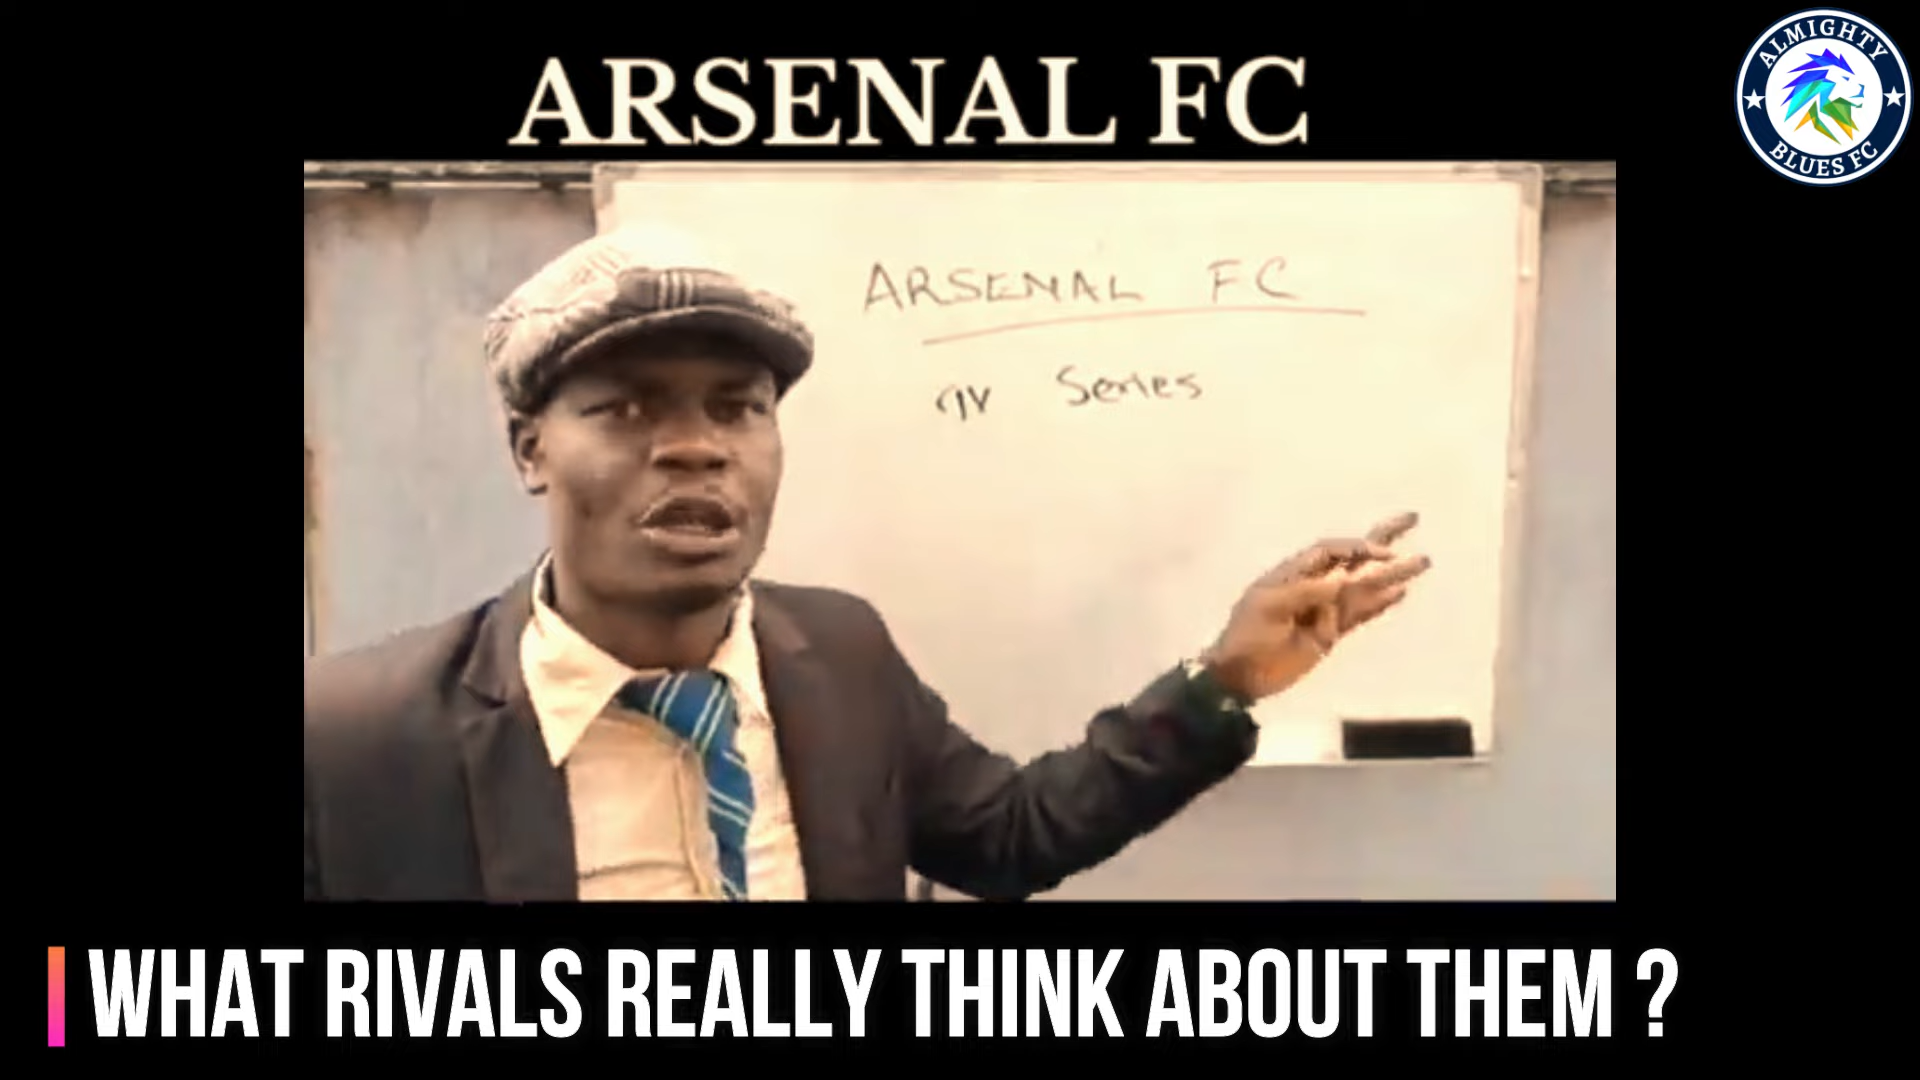 ARSENAL FC
ALMIGHTY
BLUES FC
ARSENAL FC
Series
WHAT RIVALS REALLY THINK ABOUT THEM ?